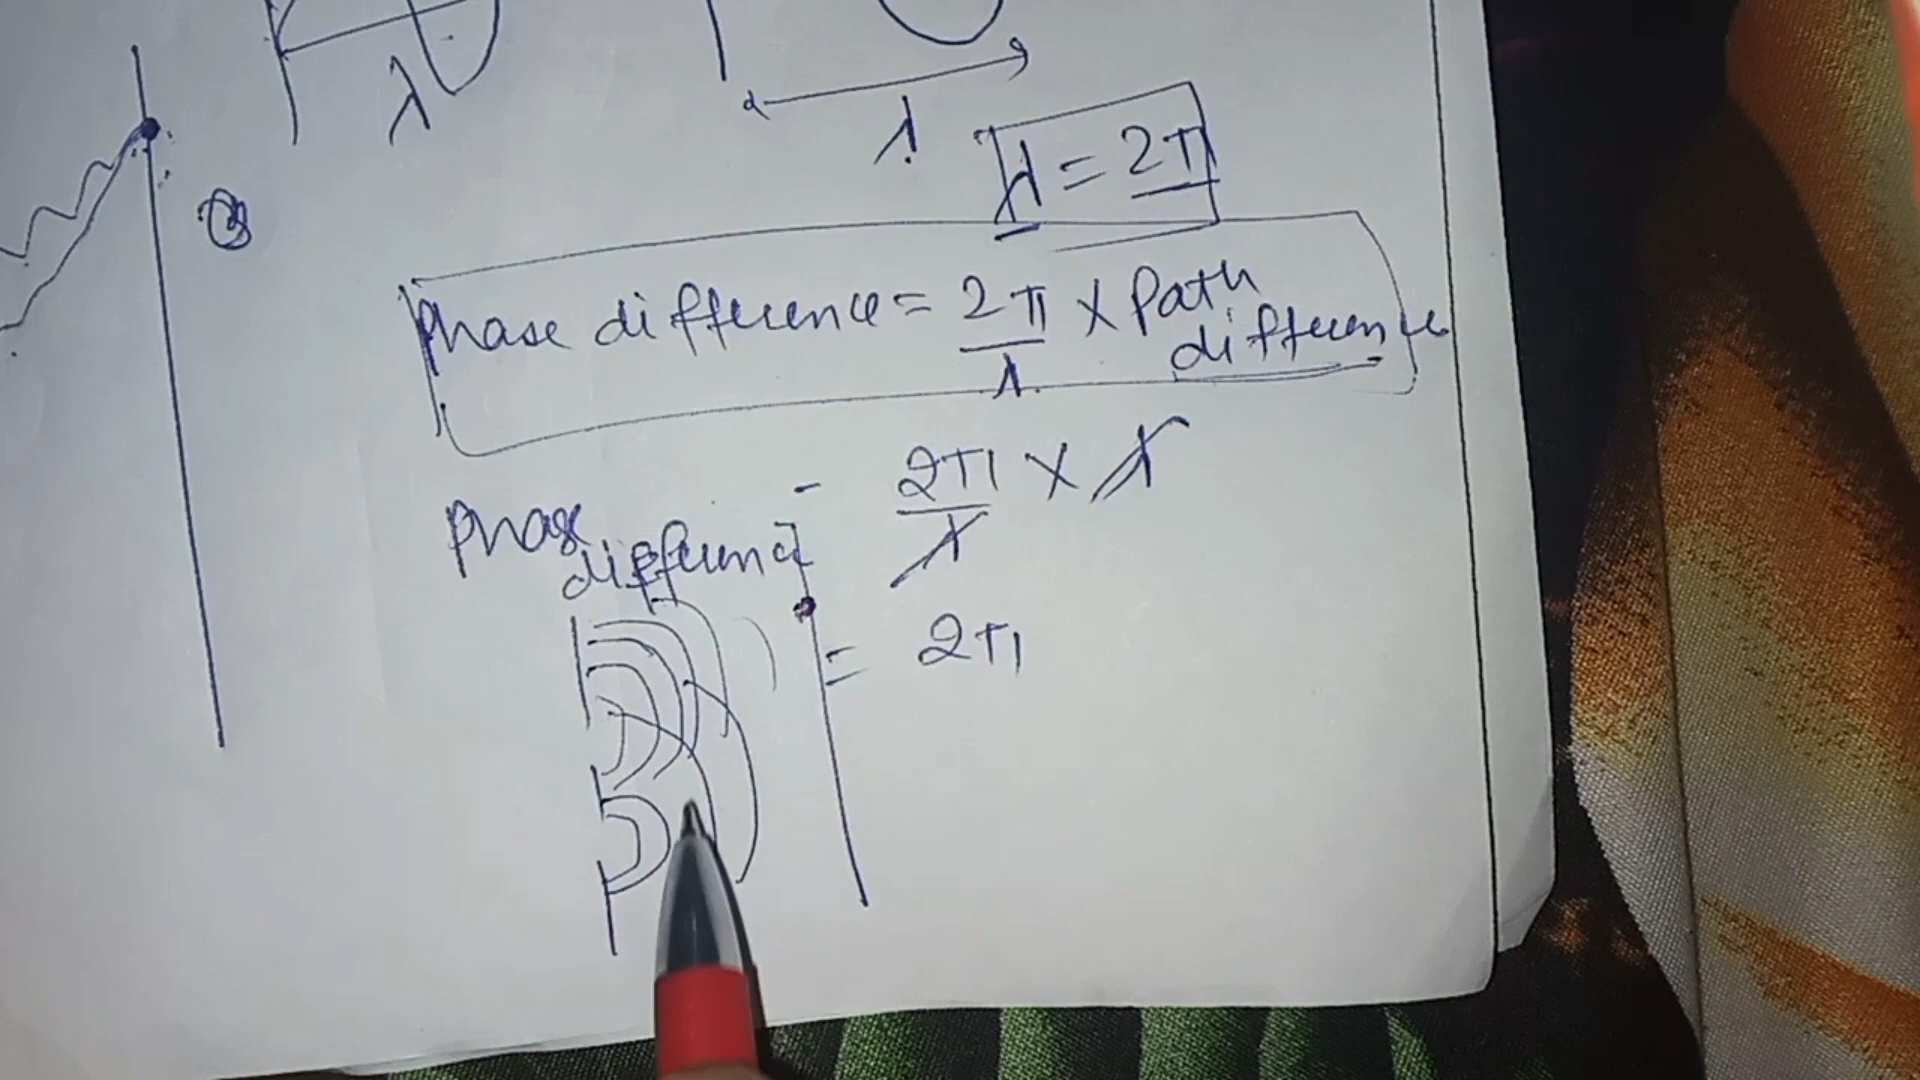 λ
λ
λ = 2π
Phase difference = 2π/λ × Path difference
Phase difference = 2π/λ × λ
= 2π